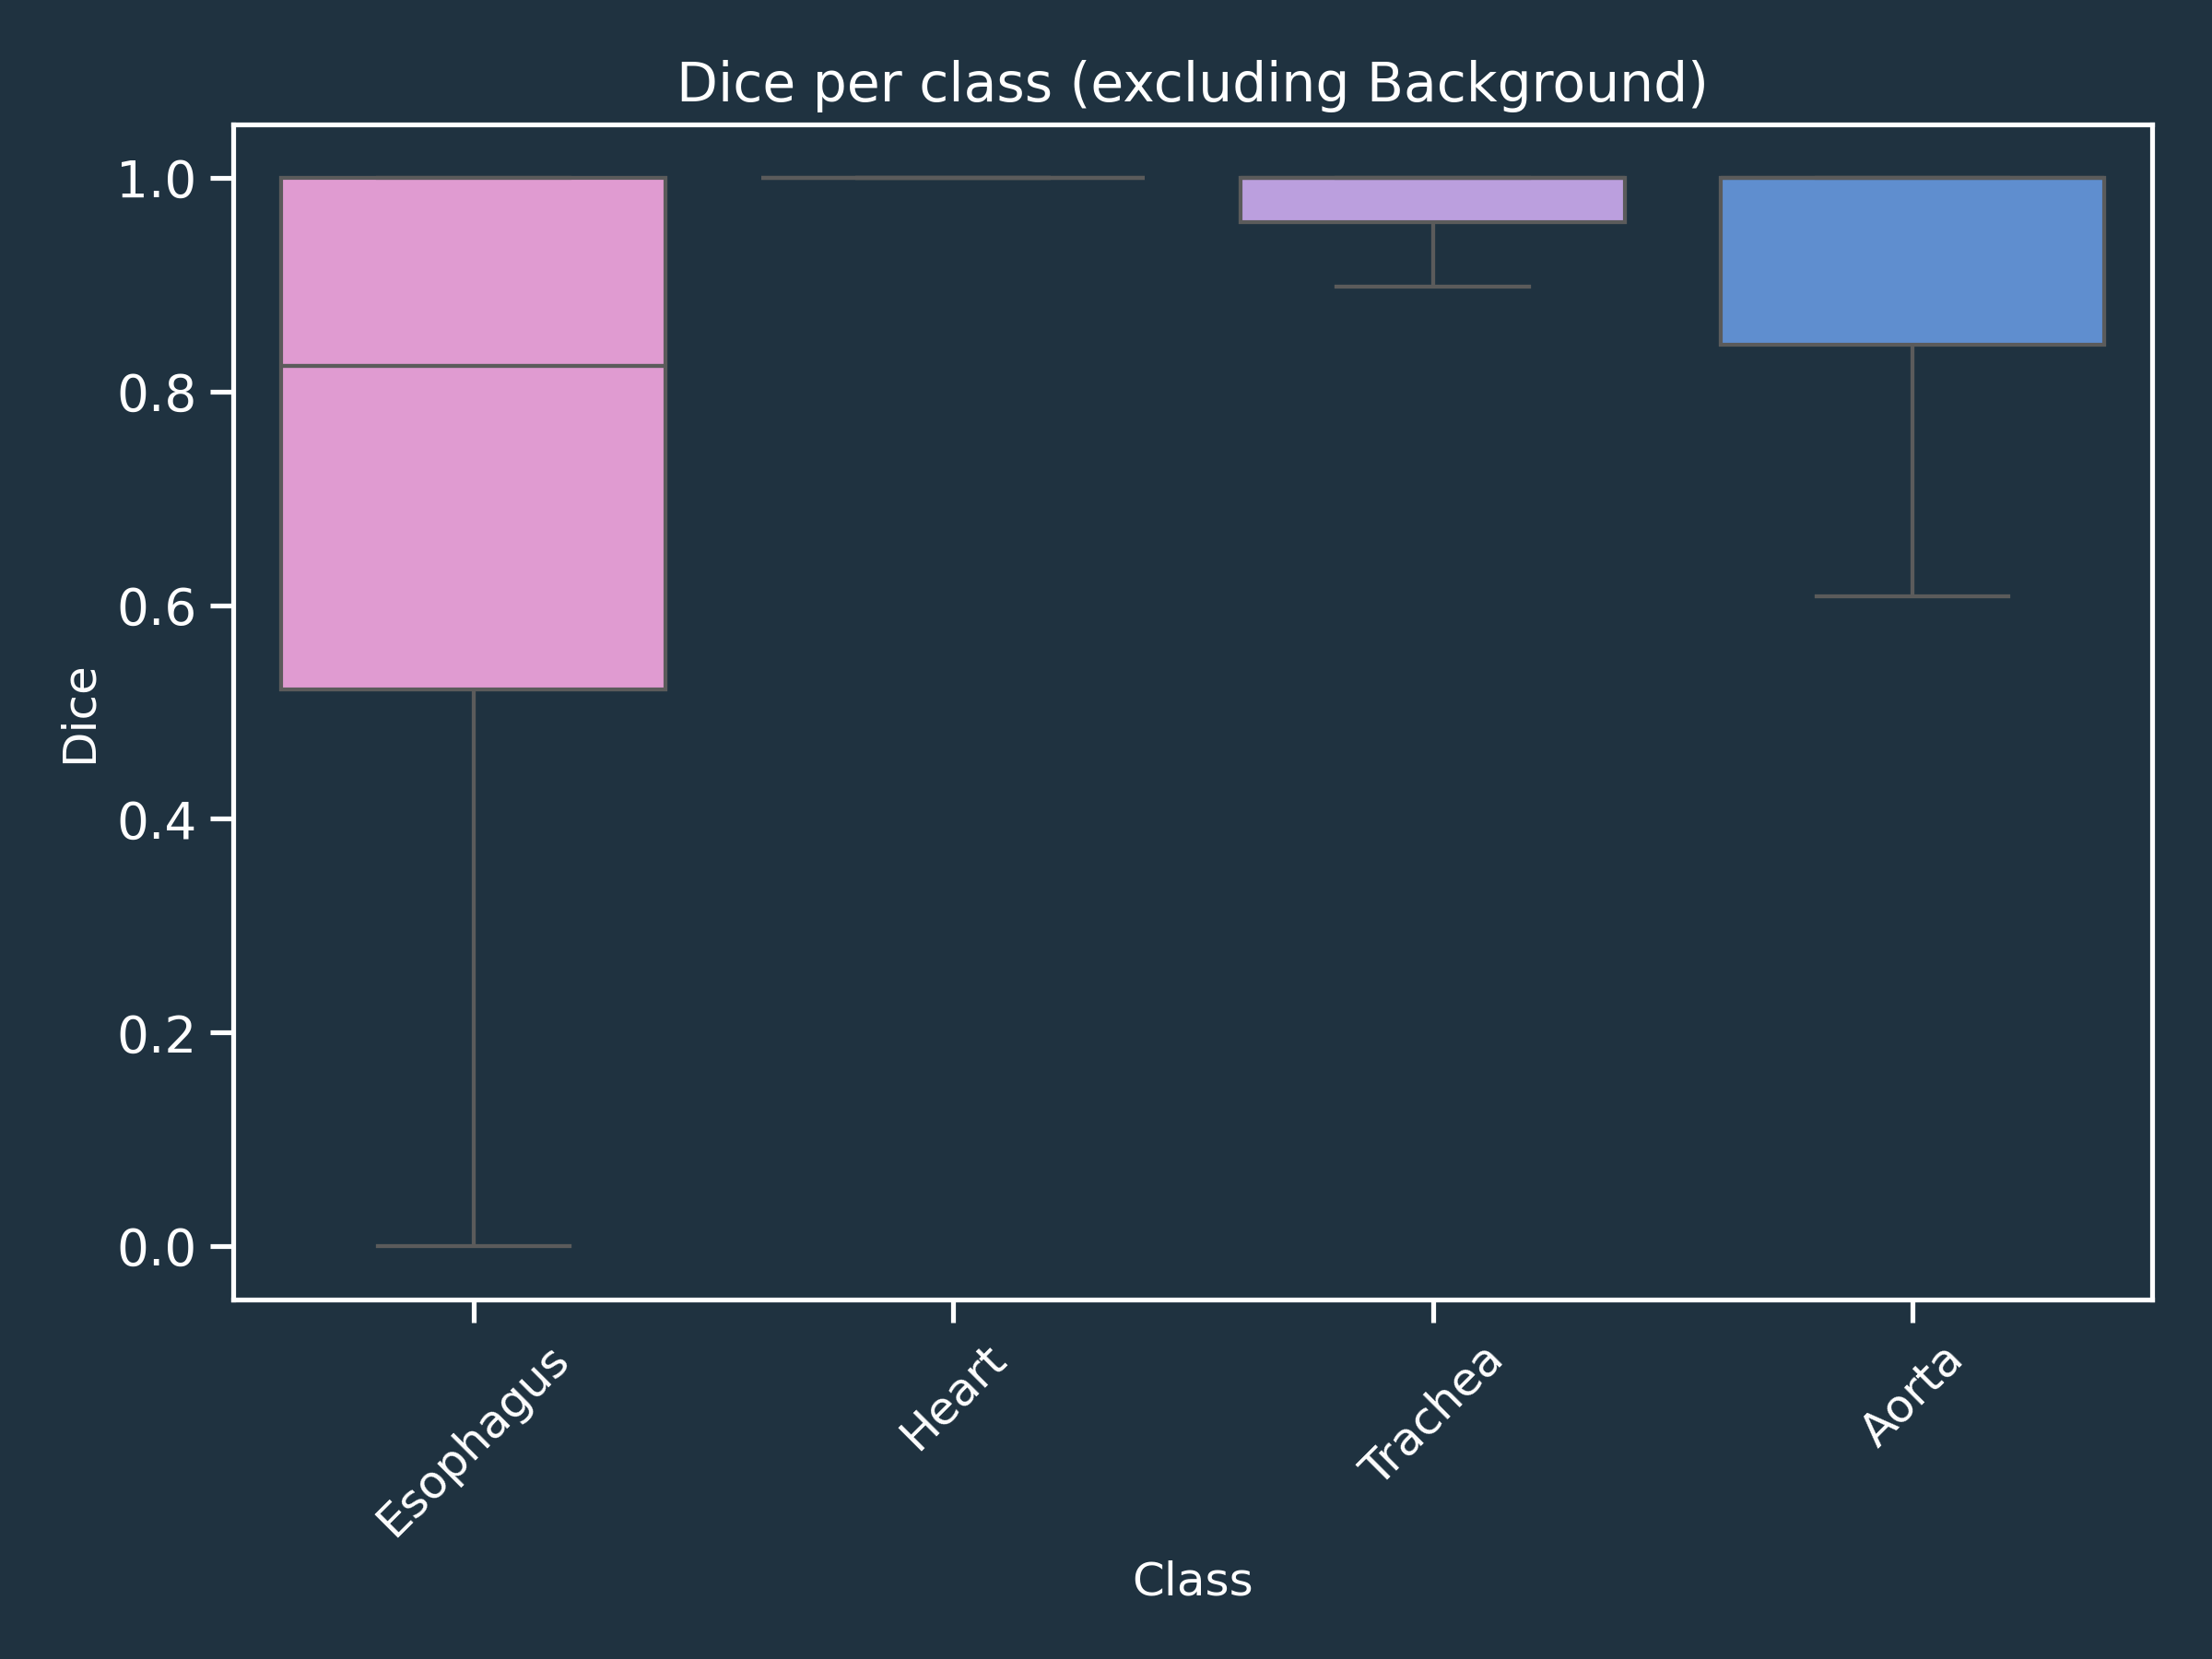 Dice per class (excluding Background)
1.0
0.8
0.6
0.4
0.2
0.0
Dice
Esophagus
Heart
Trachea
Aorta
Class